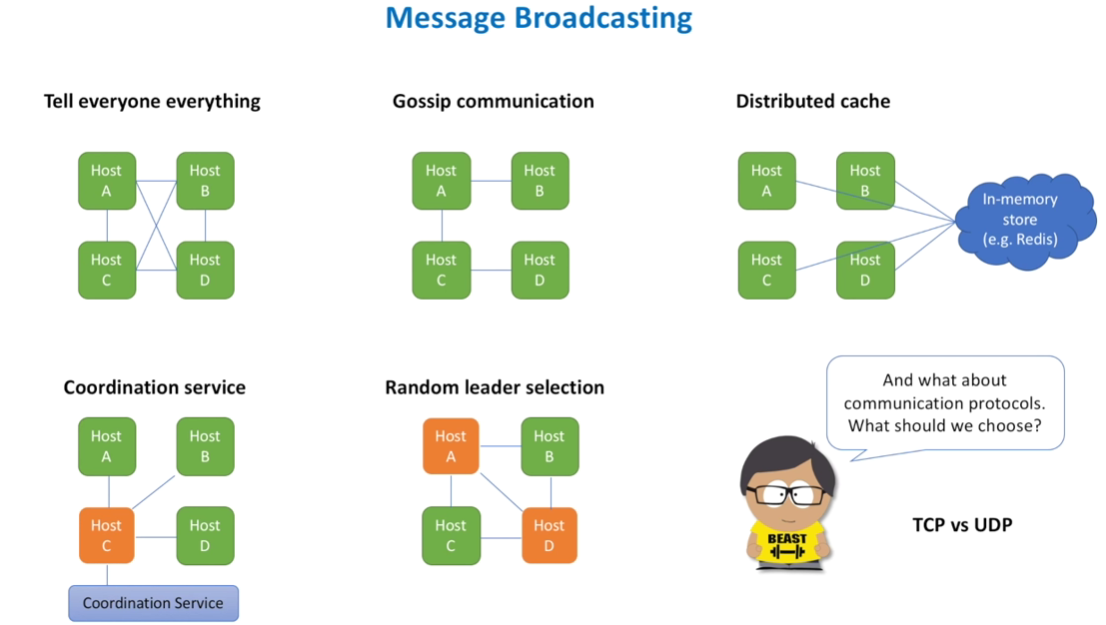 Message Broadcasting
Tell everyone everything
Host
A
Host
B
Host
C
Host
D
Gossip communication
Host
A
Host
B
Host
C
Host
D
Distributed cache
Host
A
Host
B
Host
C
Host
D
In-memory
store
(e.g. Redis)
Coordination service
Host
A
Host
B
Host
C
Host
D
Coordination Service
Random leader selection
Host
A
Host
B
Host
C
Host
D
And what about
communication protocols.
What should we choose?
BEAST
TCP vs UDP